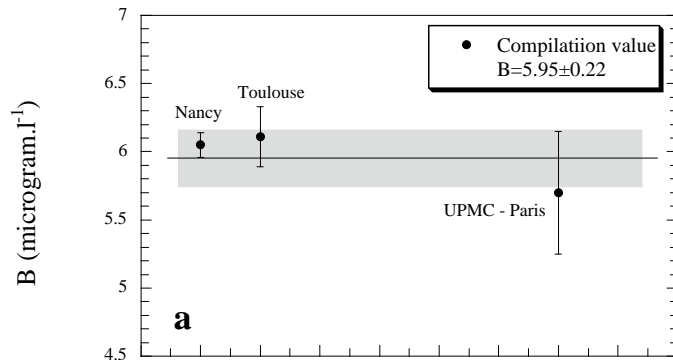 7
Compilatiion value
B=5.95±0.22
6.5
Toulouse
Nancy
6
B (microgram.l⁻¹)
UPMC - Paris
5.5
5
a
4.5